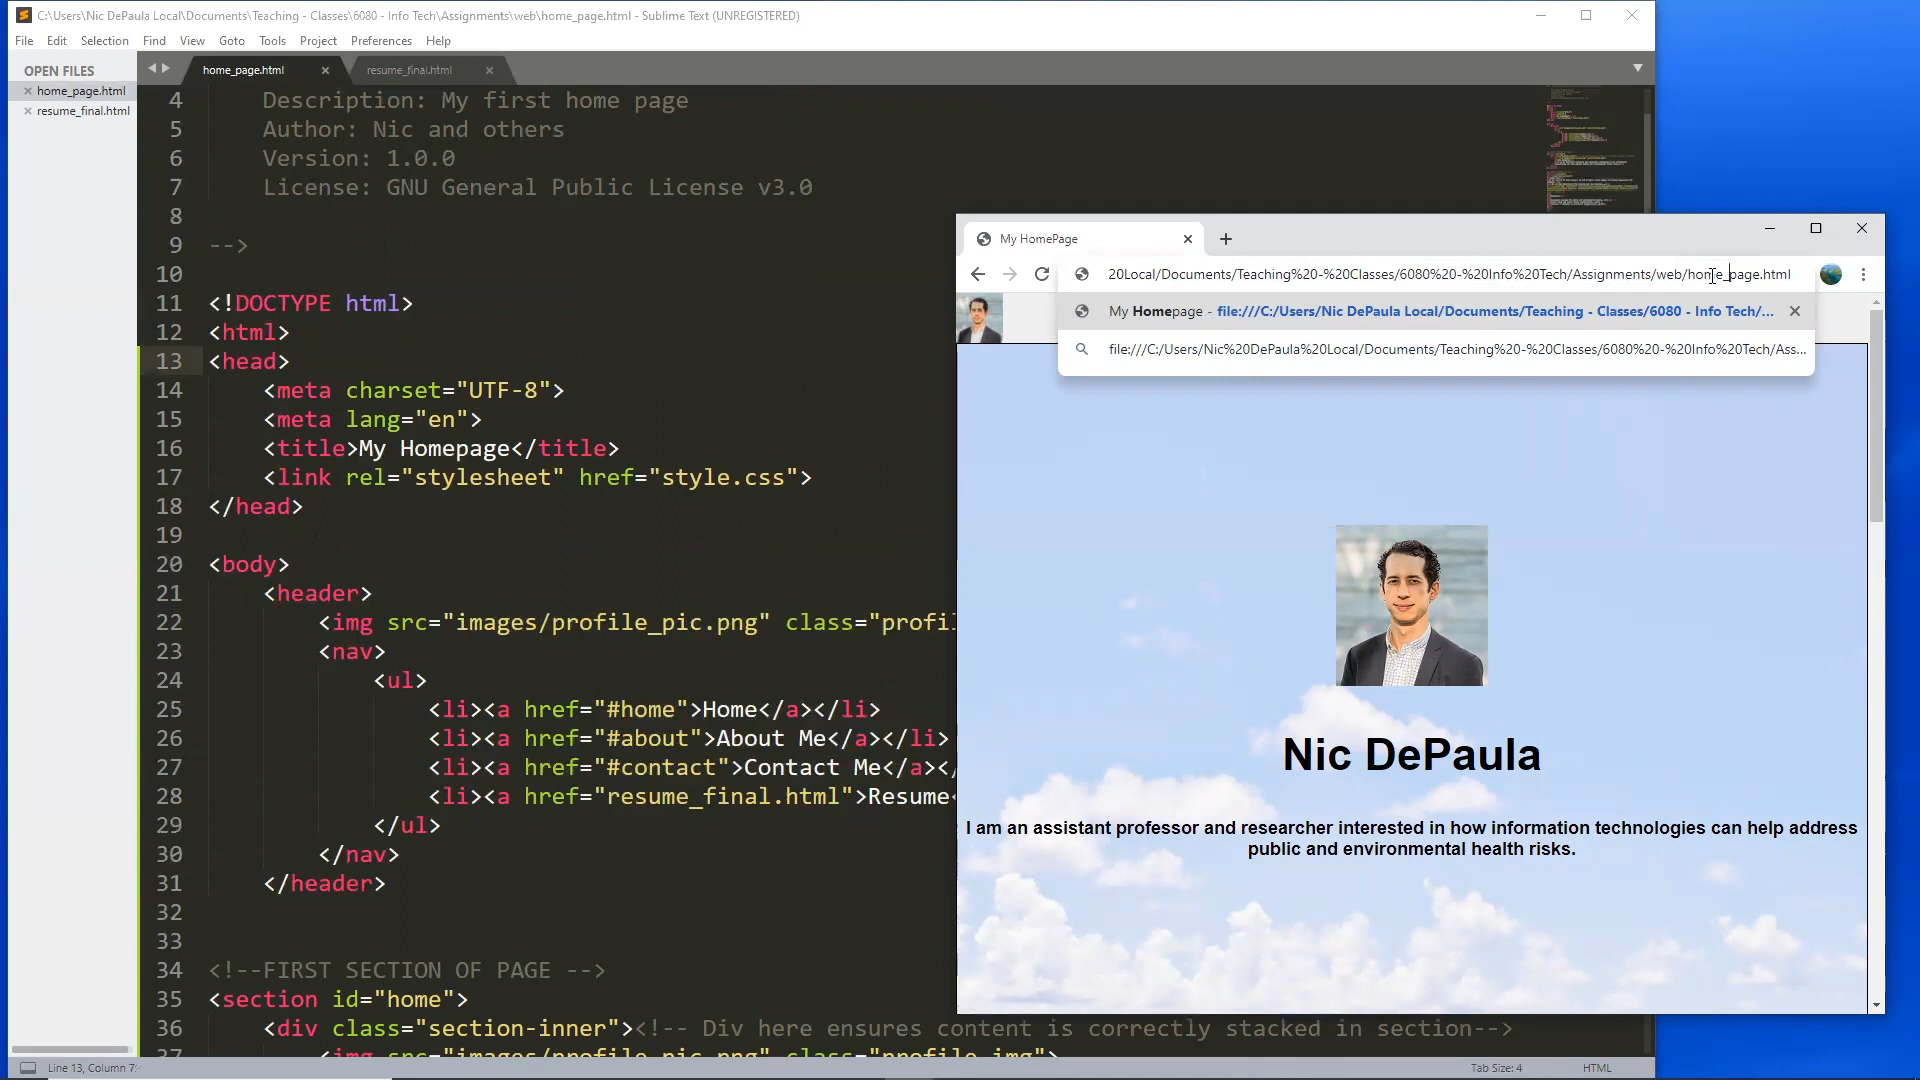 C:\Users\Nic DePaula Local\Documents\Teaching - Classes\6080 - Info Tech\Assignments\web\home_page.html - Sublime Text (UNREGISTERED)
File Edit Selection Find View Goto Tools Project Preferences Help
OPEN FILES
home_page.html
resume_final.html
home_page.html
resume_final.html
4 Description: My first home page
5 Author: Nic and others
6 Version: 1.0.0
7 License: GNU General Public License v3.0
8
9 -->
10
11 <!DOCTYPE html>
12 <html>
13 <head>
14 <meta charset="UTF-8">
15 <meta lang="en">
16 <title>My Homepage</title>
17 <link rel="stylesheet" href="style.css">
18 </head>
19
20 <body>
21 <header>
22 <img src="images/profile_pic.png" class="profi
23 <nav>
24 <ul>
25 <li><a href="#home">Home</a></li>
26 <li><a href="#about">About Me</a></li>
27 <li><a href="#contact">Contact Me</a></
28 <li><a href="resume_final.html">Resume<
29 </ul>
30 </nav>
31 </header>
32
33
34 <!--FIRST SECTION OF PAGE -->
35 <section id="home">
36 <div class="section-inner"><!-- Div here ensures content is correctly stacked in section-->
37 <img src="images/profile_pic.png" class="profile-img">
Line 13, Column 7
Tab Size: 4
HTML
My HomePage
20Local/Documents/Teaching%20-%20Classes/6080%20-%20Info%20Tech/Assignments/web/home_page.html
My Homepage - file:///C:/Users/Nic DePaula Local/Documents/Teaching - Classes/6080 - Info Tech/...
file:///C:/Users/Nic%20DePaula%20Local/Documents/Teaching%20-%20Classes/6080%20-%20Info%20Tech/Ass...
Nic DePaula
I am an assistant professor and researcher interested in how information technologies can help address
public and environmental health risks.